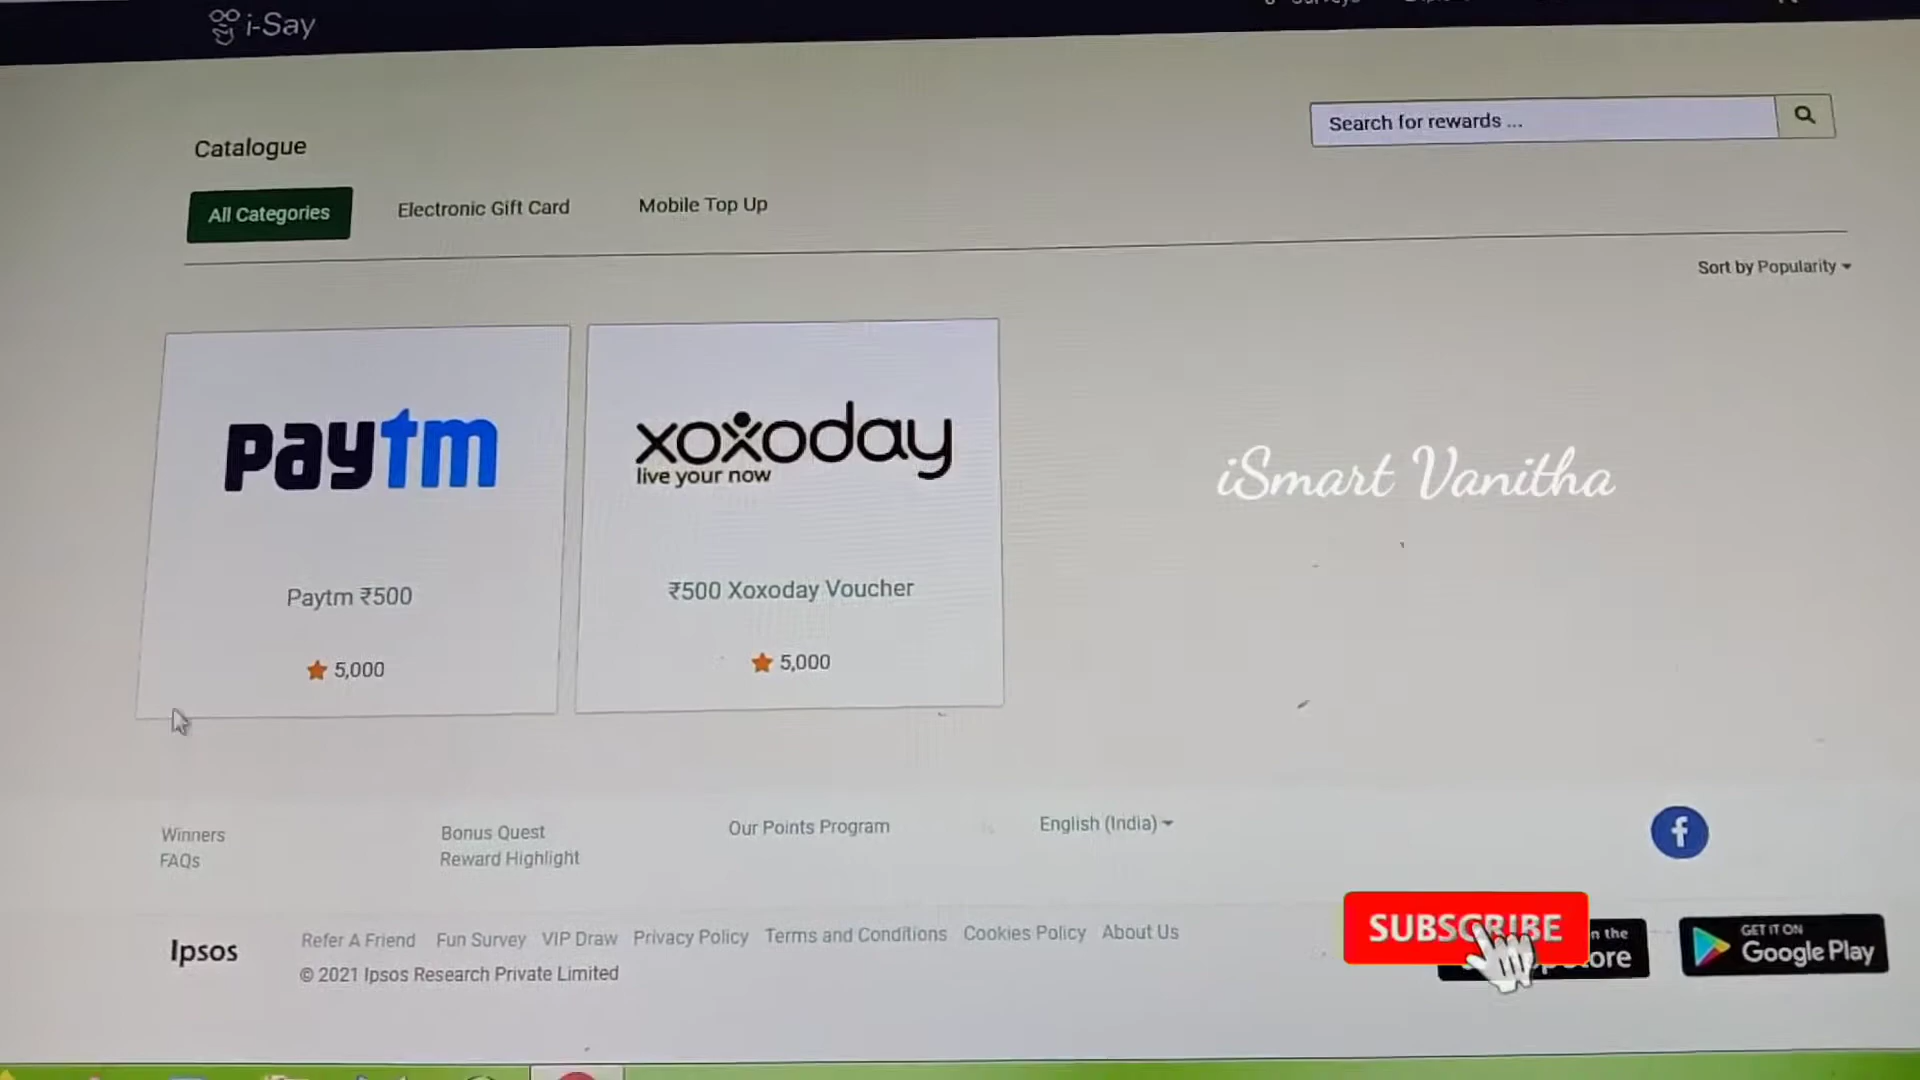 i-Say
Catalogue
Search for rewards ...
All Categories
Electronic Gift Card
Mobile Top Up
Sort by Popularity
paytm
xoxoday
live your now
iSmart Vanitha
Paytm ₹500
₹500 Xoxoday Voucher
5,000
5,000
Winners
FAQs
Bonus Quest
Reward Highlight
Our Points Program
English (India)
f
Ipsos
Refer A Friend
Fun Survey
VIP Draw
Privacy Policy
Terms and Conditions
Cookies Policy
About Us
© 2021 Ipsos Research Private Limited
SUBSCRIBE
GET IT ON
Google Play